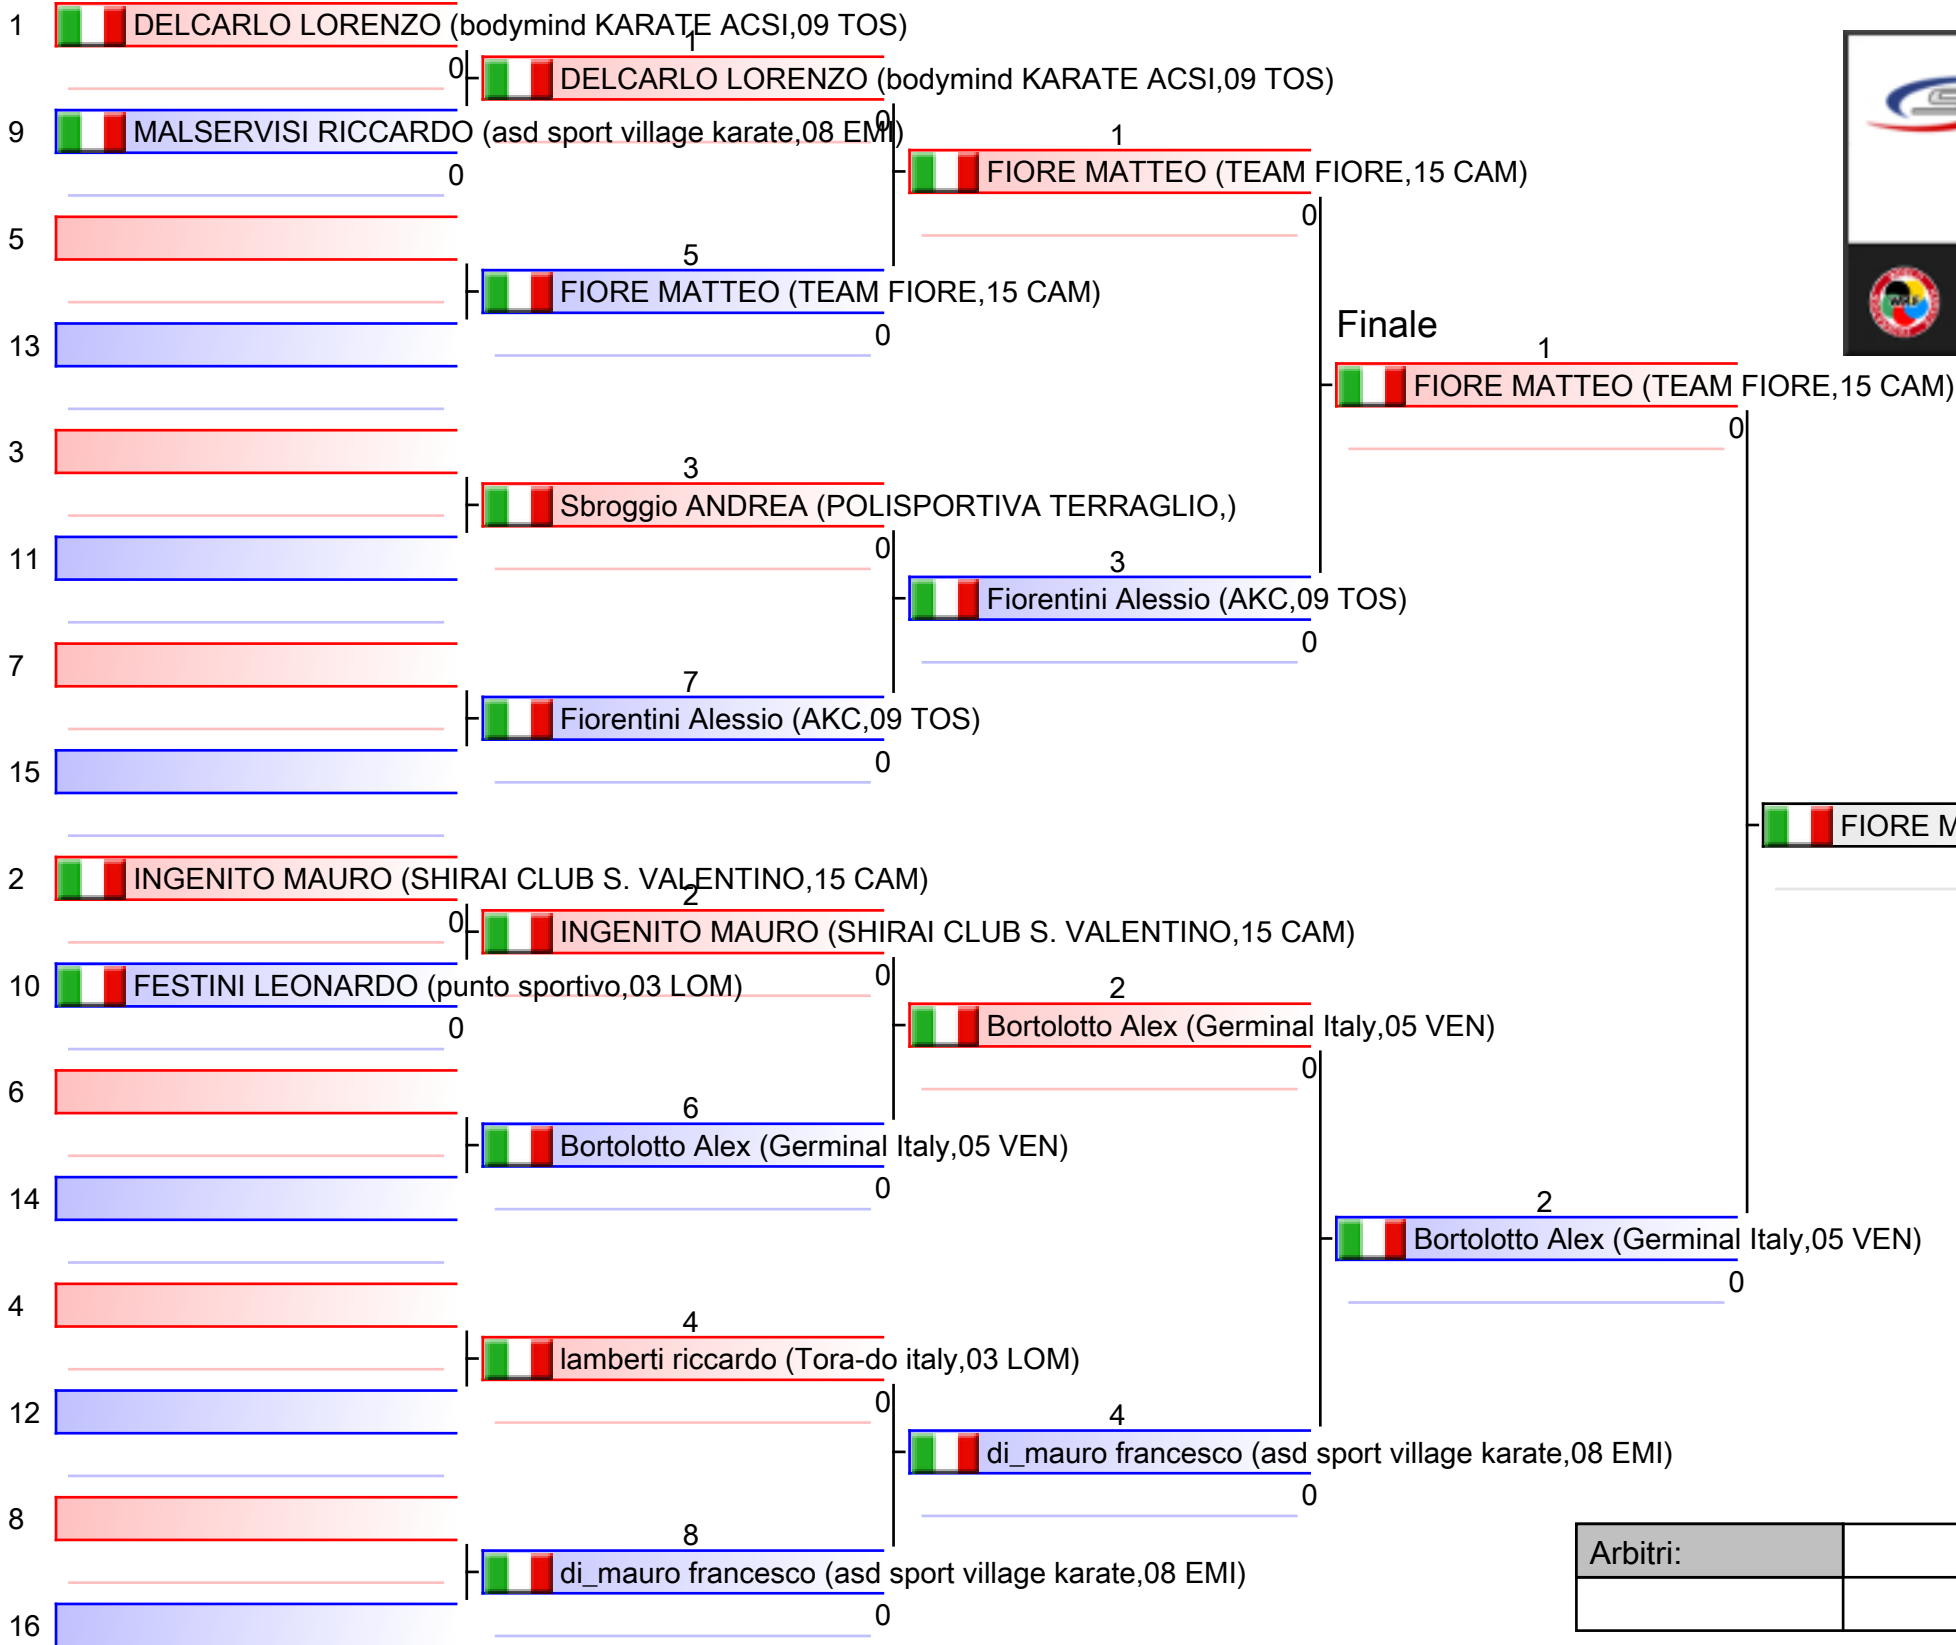 1 DELCARLO LORENZO (bodymind KARATE ACSI,09 TOS)
0
9 MALSERVISI RICCARDO (asd sport village karate,08 EMI)
0
5
13
3
11
7
15
2 INGENITO MAURO (SHIRAI CLUB S. VALENTINO,15 CAM)
0
10 FESTINI LEONARDO (punto sportivo,03 LOM)
0
6
14
4
12
8
16
1
DELCARLO LORENZO (bodymind KARATE ACSI,09 TOS)
0
5
FIORE MATTEO (TEAM FIORE,15 CAM)
0
3
Sbroggio ANDREA (POLISPORTIVA TERRAGLIO,)
0
7
Fiorentini Alessio (AKC,09 TOS)
0
2
INGENITO MAURO (SHIRAI CLUB S. VALENTINO,15 CAM)
0
6
Bortolotto Alex (Germinal Italy,05 VEN)
0
4
lamberti riccardo (Tora-do italy,03 LOM)
0
8
di_mauro francesco (asd sport village karate,08 EMI)
0
1
FIORE MATTEO (TEAM FIORE,15 CAM)
0
3
Fiorentini Alessio (AKC,09 TOS)
0
2
Bortolotto Alex (Germinal Italy,05 VEN)
0
4
di_mauro francesco (asd sport village karate,08 EMI)
0
Finale
1
FIORE MATTEO (TEAM FIORE,15 CAM)
0
2
Bortolotto Alex (Germinal Italy,05 VEN)
0
FIORE M
Arbitri: